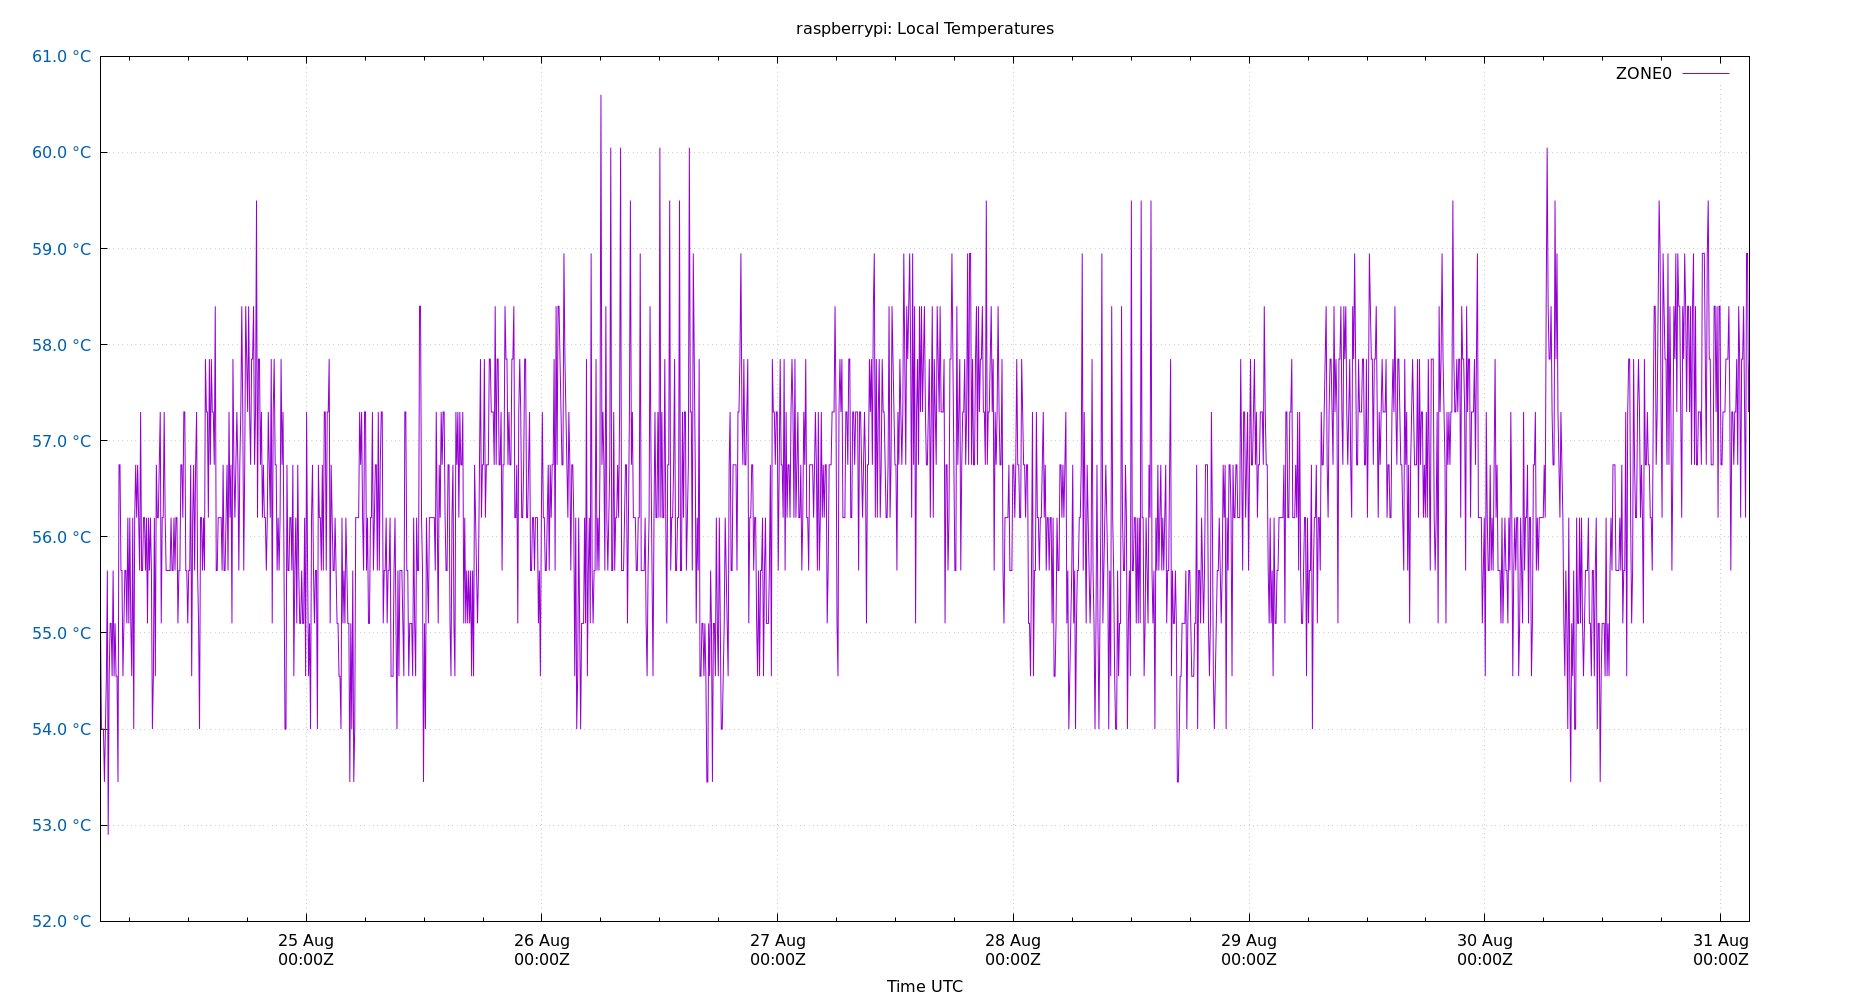 raspberrypi: Local Temperatures
61.0 °C
60.0 °C
59.0 °C
58.0 °C
57.0 °C
56.0 °C
55.0 °C
54.0 °C
53.0 °C
52.0 °C
ZONE0
25 Aug
00:00Z
26 Aug
00:00Z
27 Aug
00:00Z
28 Aug
00:00Z
29 Aug
00:00Z
30 Aug
00:00Z
31 Aug
00:00Z
Time UTC